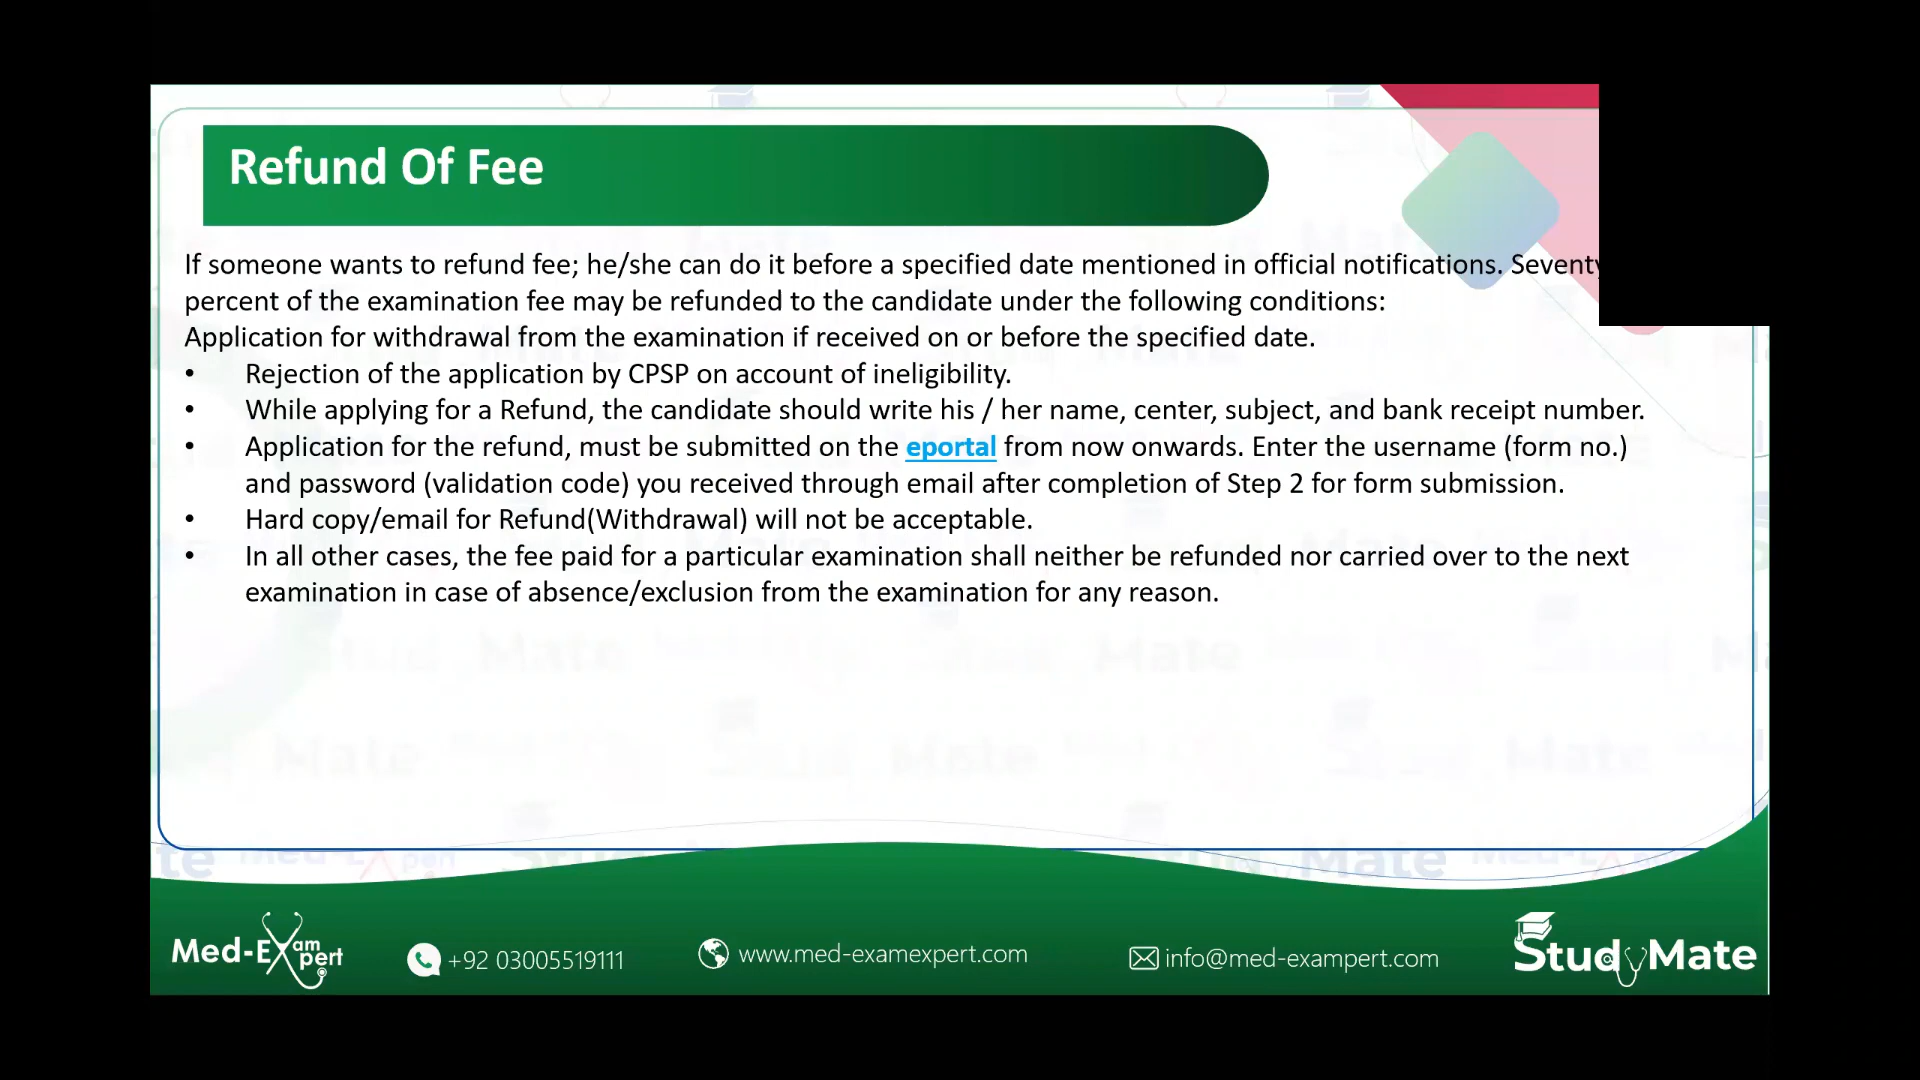 Refund Of Fee
If someone wants to refund fee; he/she can do it before a specified date mentioned in official notifications. Seventy
percent of the examination fee may be refunded to the candidate under the following conditions:
Application for withdrawal from the examination if received on or before the specified date.
• Rejection of the application by CPSP on account of ineligibility.
• While applying for a Refund, the candidate should write his / her name, center, subject, and bank receipt number.
• Application for the refund, must be submitted on the eportal from now onwards. Enter the username (form no.)
and password (validation code) you received through email after completion of Step 2 for form submission.
• Hard copy/email for Refund(Withdrawal) will not be acceptable.
• In all other cases, the fee paid for a particular examination shall neither be refunded nor carried over to the next
examination in case of absence/exclusion from the examination for any reason.
Med-Exam Expert
+92 03005519111
www.med-examexpert.com
info@med-exampert.com
StudyMate